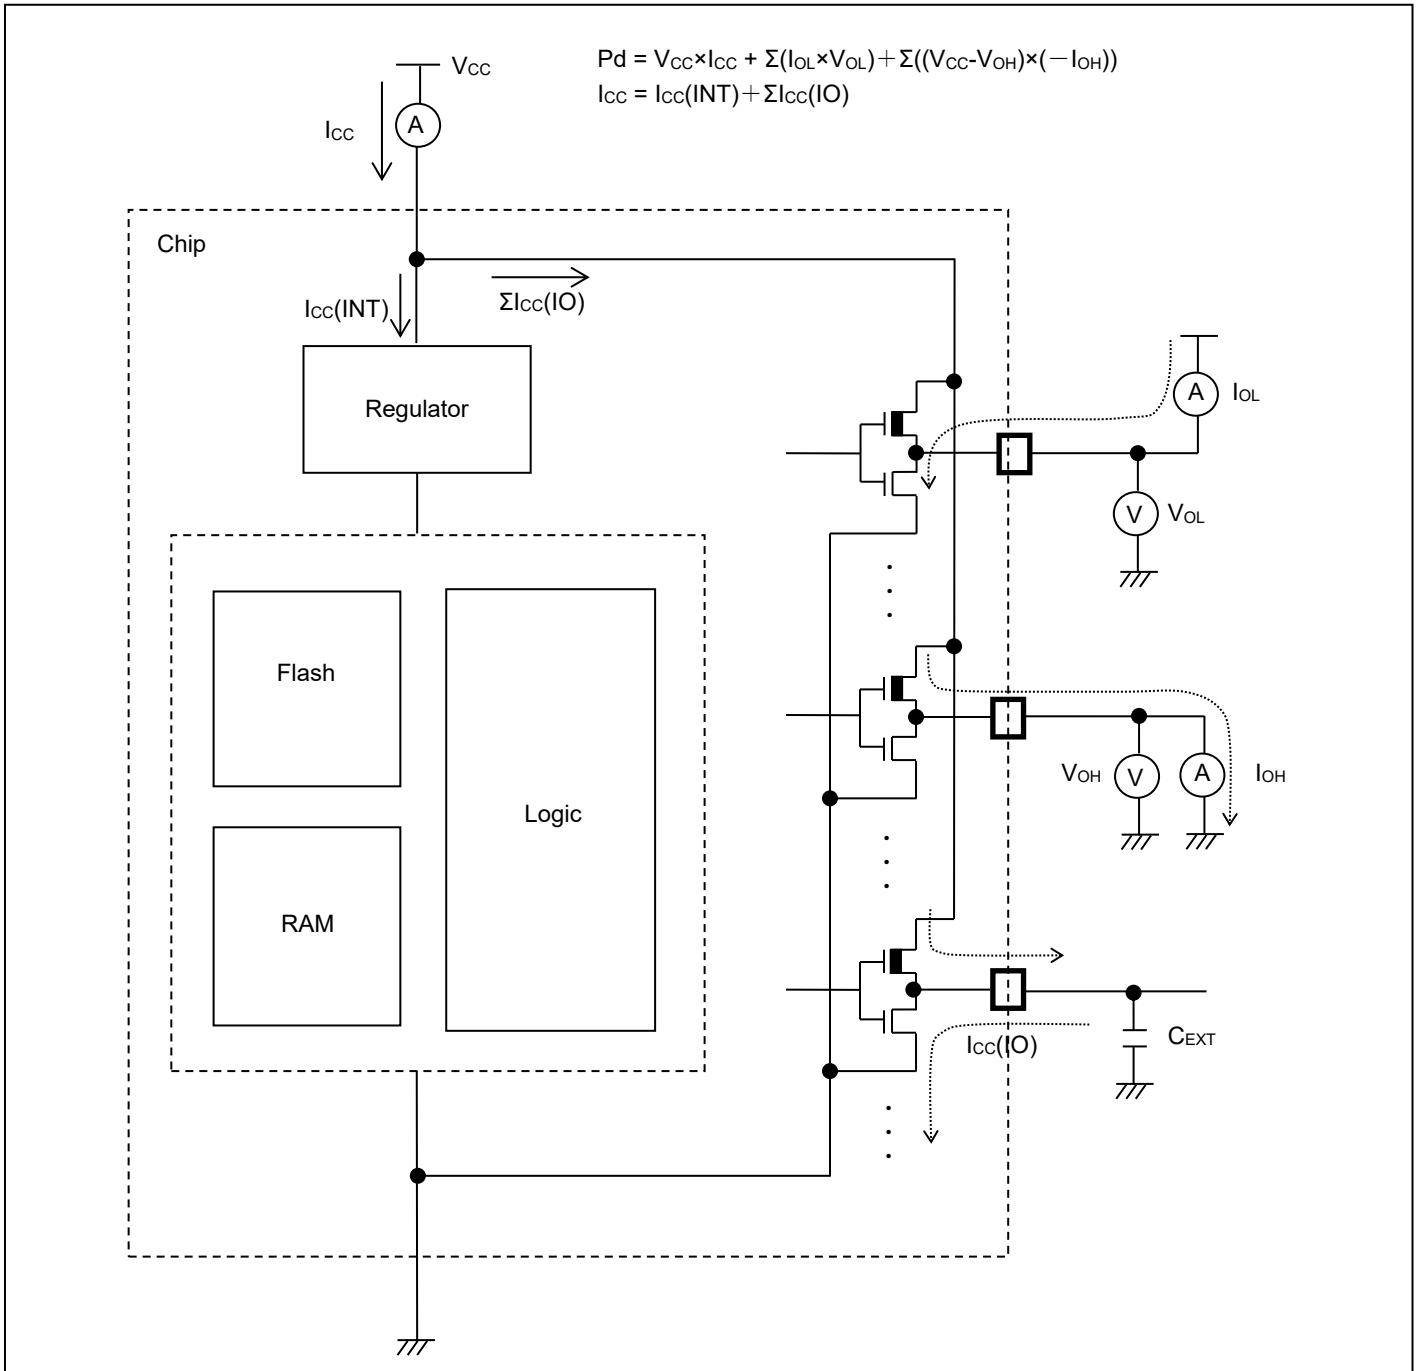 Pd = VCC×ICC + Σ(IOL×VOL)+Σ((VCC-VOH)×(-IOH))
ICC = ICC(INT)+ΣICC(IO)
VCC
A
ICC
Chip
ICC(INT)
ΣICC(IO)
Regulator
A
IOL
V
VOL
Flash
Logic
RAM
VOH
V
A
IOH
ICC(IO)
CEXT